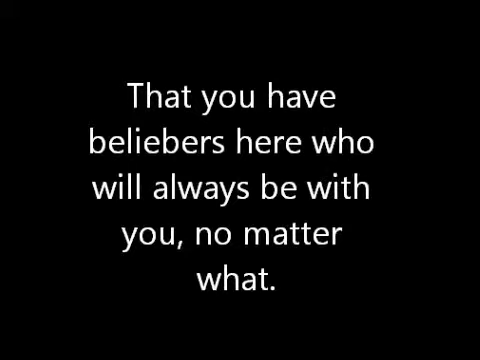 That you have
beliebers here who
will always be with
you, no matter
what.